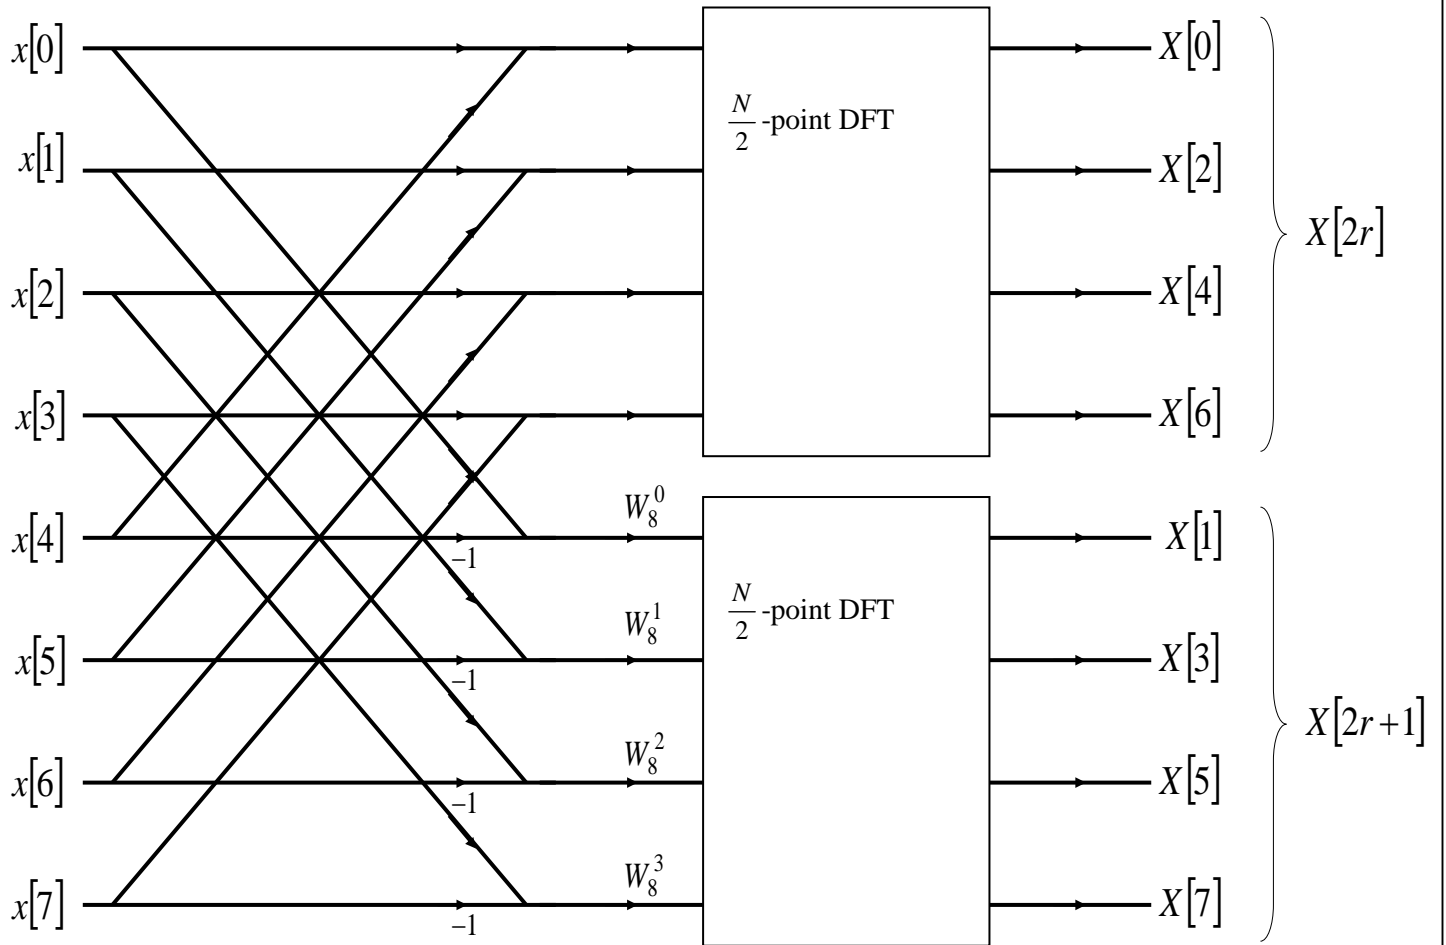 x[0]
X[0]
N/2 -point DFT
x[1]
X[2]
X[2r]
x[2]
X[4]
x[3]
X[6]
W_8^0
x[4]
–1
X[1]
N/2 -point DFT
W_8^1
x[5]
–1
X[3]
X[2r+1]
W_8^2
x[6]
–1
X[5]
W_8^3
x[7]
–1
X[7]